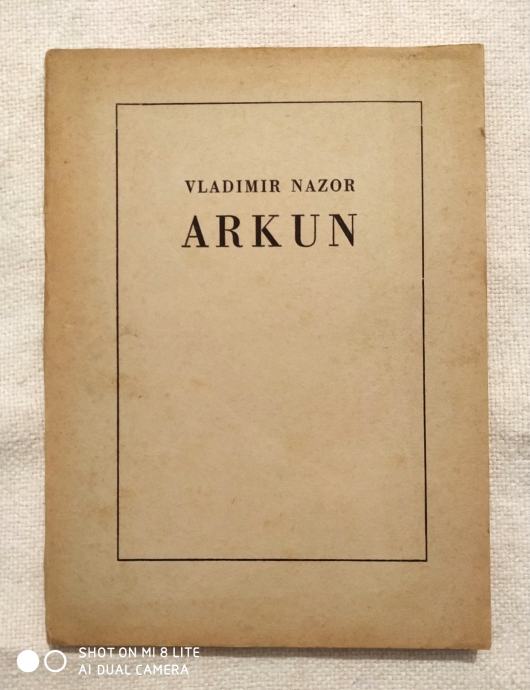 VLADIMIR NAZOR
ARKUN
SHOT ON MI 8 LITE
AI DUAL CAMERA